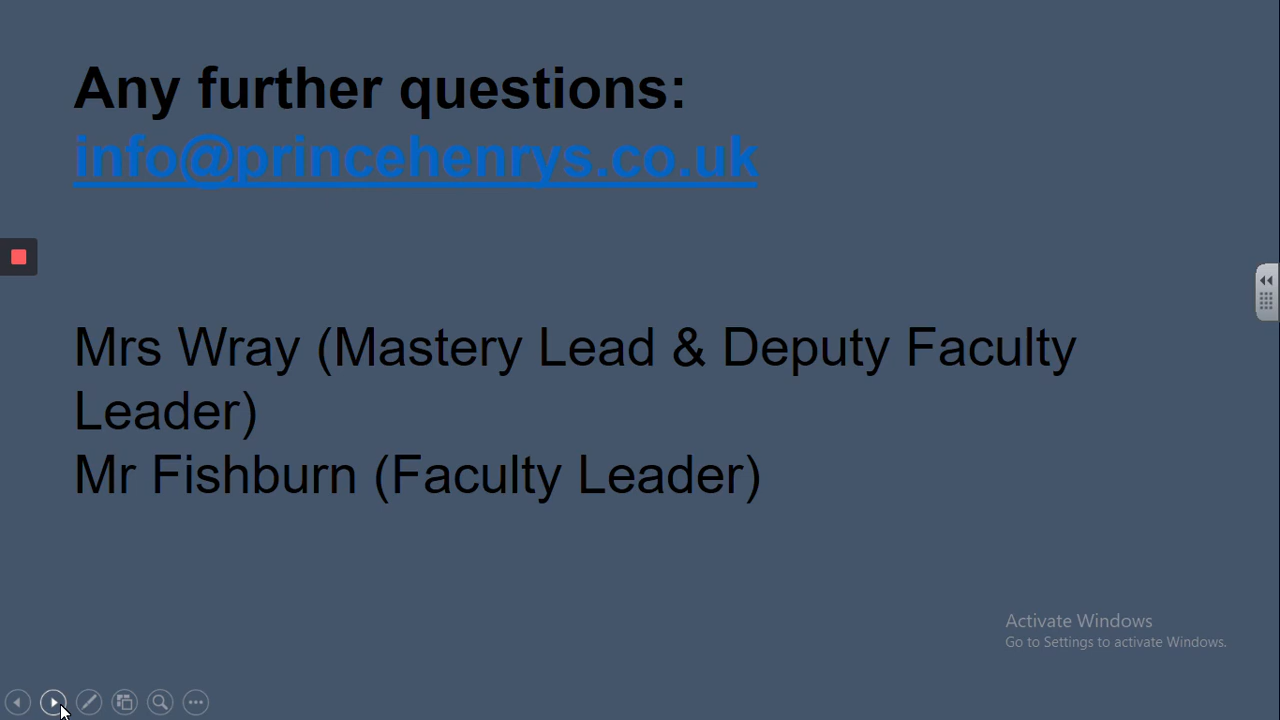 Any further questions:
info@princehenrys.co.uk
Mrs Wray (Mastery Lead & Deputy Faculty
Leader)
Mr Fishburn (Faculty Leader)
Activate Windows
Go to Settings to activate Windows.